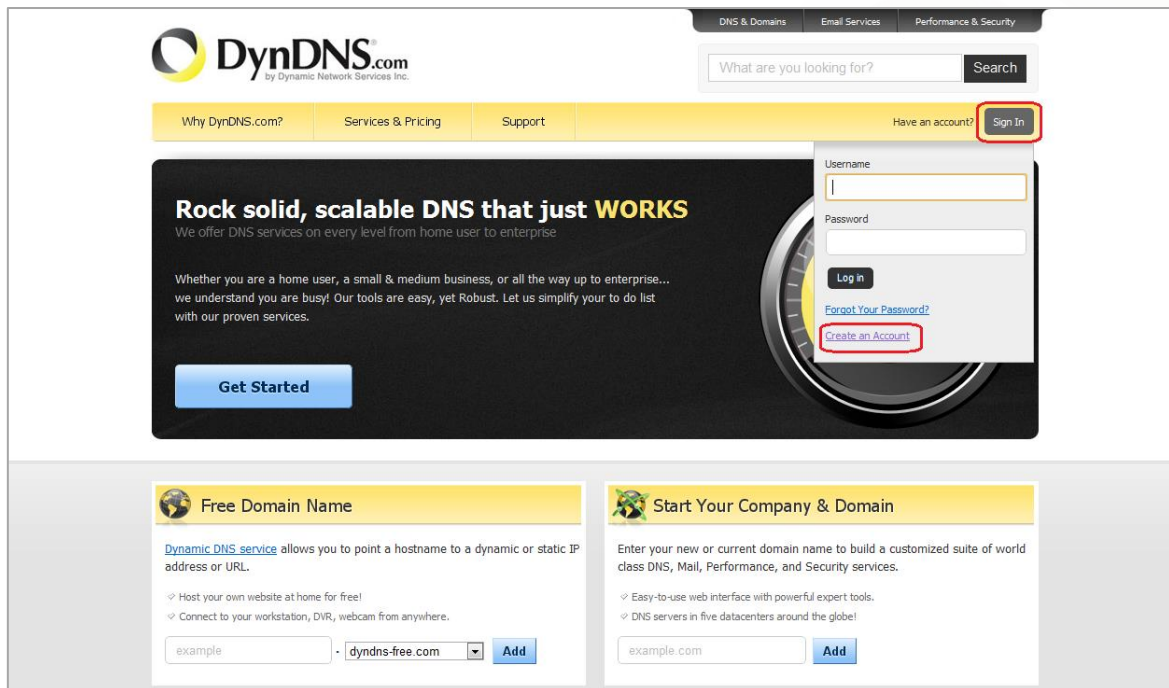 DNS & Domains Email Services Performance & Security
DynDNS.com
by Dynamic Network Services Inc.
What are you looking for? Search
Why DynDNS.com? Services & Pricing Support Have an account? Sign In
Username
Password
Log in
Forgot Your Password?
Create an Account
Rock solid, scalable DNS that just WORKS
We offer DNS services on every level from home user to enterprise
Whether you are a home user, a small & medium business, or all the way up to enterprise...
we understand you are busy! Our tools are easy, yet Robust. Let us simplify your to do list
with our proven services.
Get Started
Free Domain Name
Dynamic DNS service allows you to point a hostname to a dynamic or static IP
address or URL.
Host your own website at home for free!
Connect to your workstation, DVR, webcam from anywhere.
example . dyndns-free.com Add
Start Your Company & Domain
Enter your new or current domain name to build a customized suite of world
class DNS, Mail, Performance, and Security services.
Easy-to-use web interface with powerful expert tools.
DNS servers in five datacenters around the globe!
example.com Add